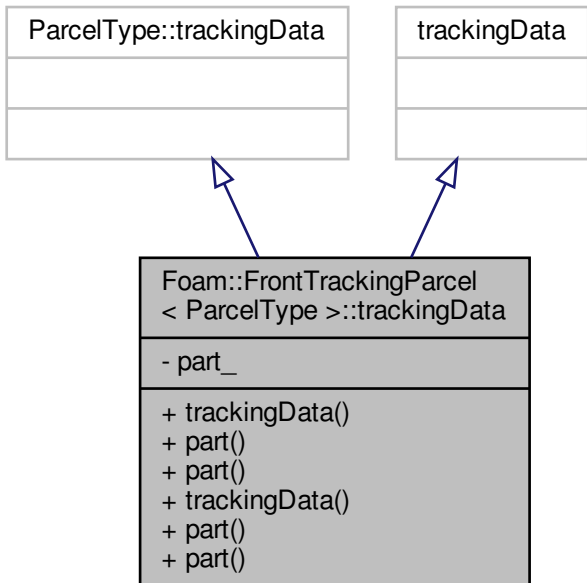 ParcelType::trackingData
trackingData
Foam::FrontTrackingParcel
< ParcelType >::trackingData
- part_
+ trackingData()
+ part()
+ part()
+ trackingData()
+ part()
+ part()